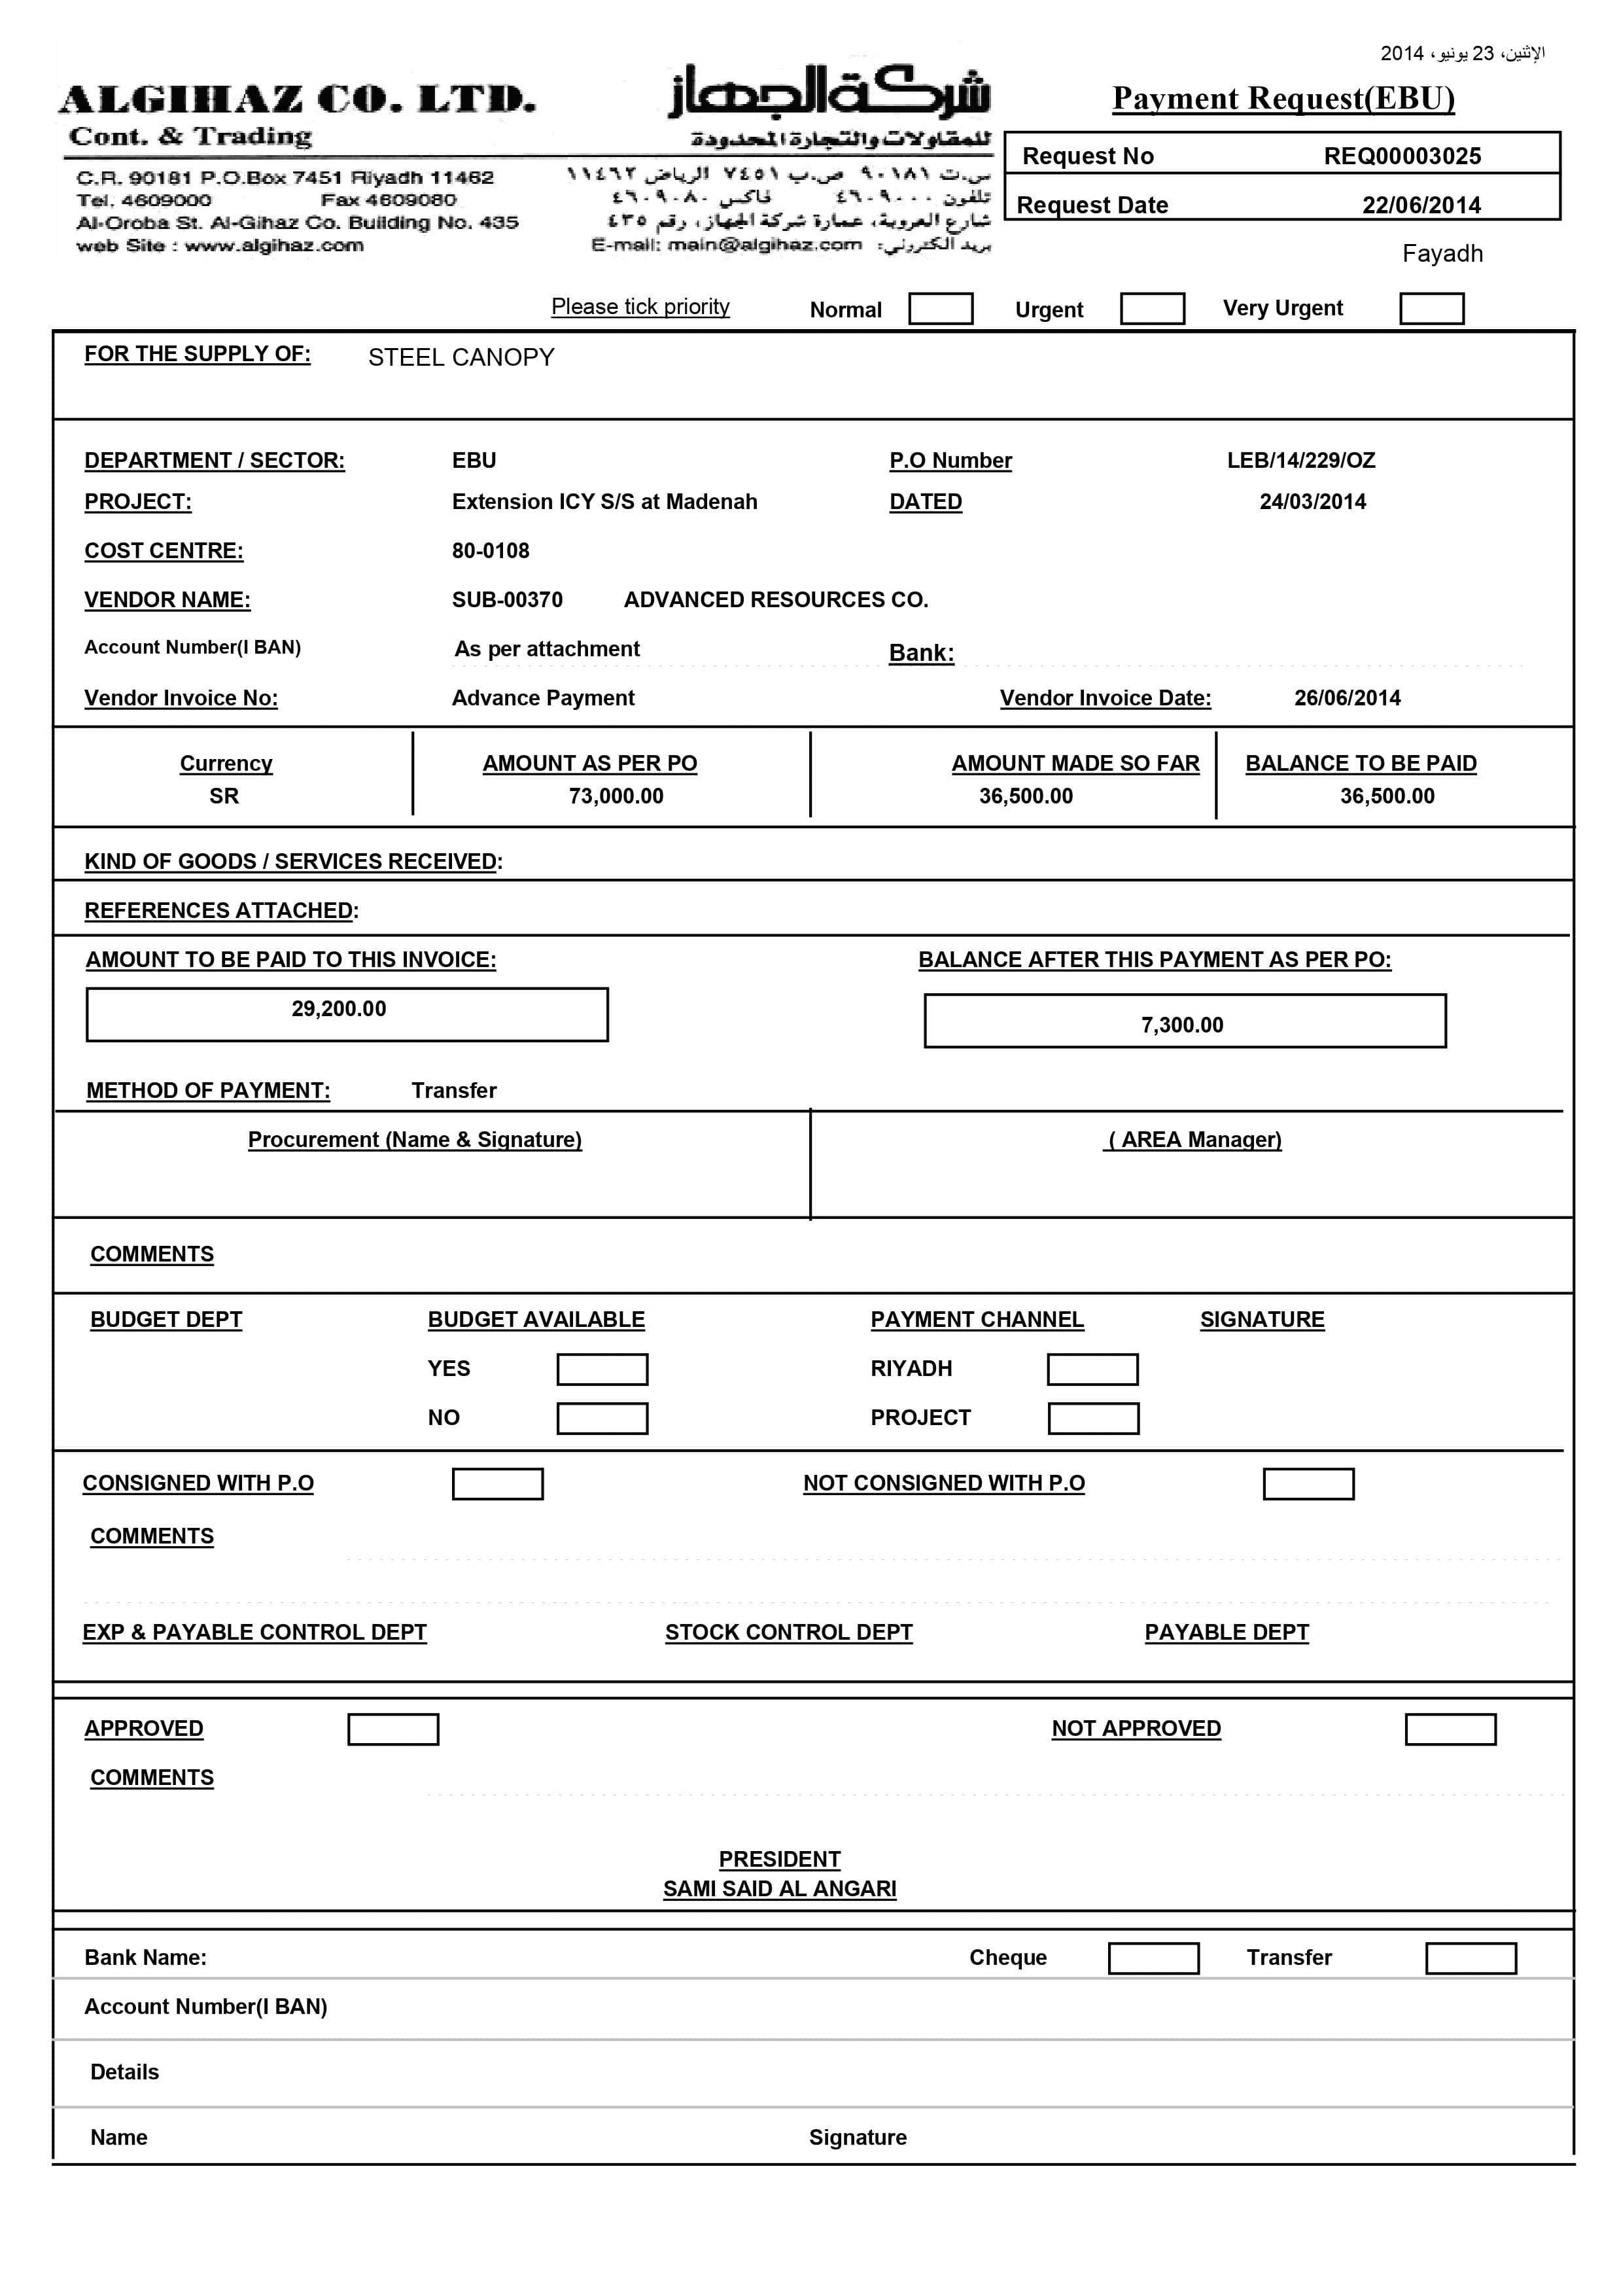 الإثنين، 23 يونيو، 2014
ALGIHAZ CO. LTD.
Cont. & Trading
شركة الجهاز
للمقاولات والتجارة المحدودة
Payment Request(EBU)
Request No REQ00003025
Request Date 22/06/2014
C.R. 90181 P.O.Box 7451 Riyadh 11462
Tel. 4609000 Fax 4609080
Al-Oroba St. Al-Gihaz Co. Building No. 435
web Site : www.algihaz.com
س.ت ٩٠١٨١ ص.ب ٧٤٥١ الرياض ١١٤٦٢
تلفون ٤٦٠٩٠٠٠ فاكس ٤٦٠٩٠٨٠
شارع العروبة، عمارة شركة الجهاز، رقم ٤٣٥
بريد الكتروني: E-mail: main@algihaz.com
Fayadh
Please tick priority Normal Urgent Very Urgent
FOR THE SUPPLY OF: STEEL CANOPY
DEPARTMENT / SECTOR: EBU P.O Number LEB/14/229/OZ
PROJECT: Extension ICY S/S at Madenah DATED 24/03/2014
COST CENTRE: 80-0108
VENDOR NAME: SUB-00370 ADVANCED RESOURCES CO.
Account Number(I BAN) As per attachment Bank:
Vendor Invoice No: Advance Payment Vendor Invoice Date: 26/06/2014
Currency AMOUNT AS PER PO AMOUNT MADE SO FAR BALANCE TO BE PAID
SR 73,000.00 36,500.00 36,500.00
KIND OF GOODS / SERVICES RECEIVED:
REFERENCES ATTACHED:
AMOUNT TO BE PAID TO THIS INVOICE: BALANCE AFTER THIS PAYMENT AS PER PO:
29,200.00 7,300.00
METHOD OF PAYMENT: Transfer
Procurement (Name & Signature) ( AREA Manager)
COMMENTS
BUDGET DEPT BUDGET AVAILABLE PAYMENT CHANNEL SIGNATURE
YES RIYADH
NO PROJECT
CONSIGNED WITH P.O NOT CONSIGNED WITH P.O
COMMENTS
EXP & PAYABLE CONTROL DEPT STOCK CONTROL DEPT PAYABLE DEPT
APPROVED NOT APPROVED
COMMENTS
PRESIDENT
SAMI SAID AL ANGARI
Bank Name: Cheque Transfer
Account Number(I BAN)
Details
Name Signature